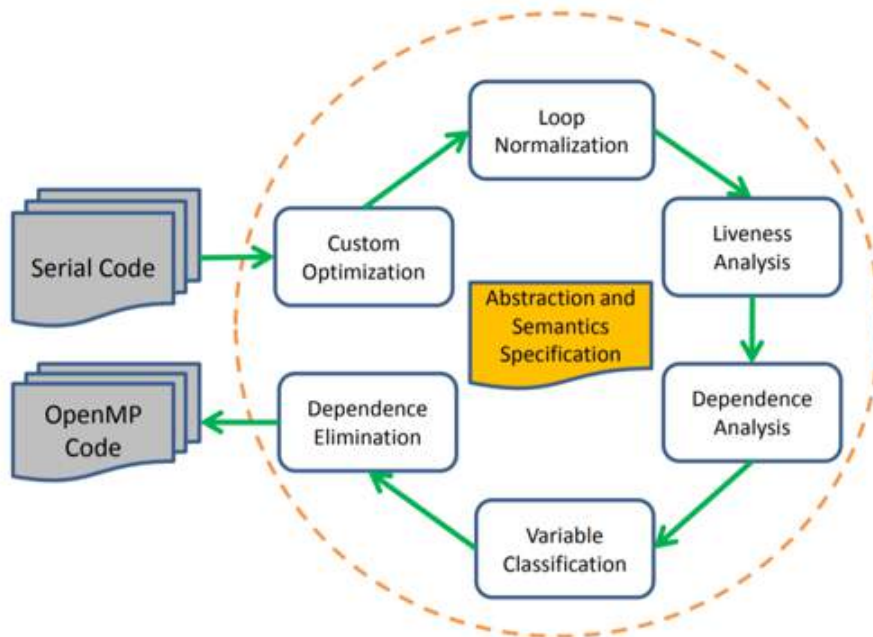 Loop
Normalization
Serial Code
Custom
Optimization
Liveness
Analysis
Abstraction and
Semantics
Specification
OpenMP
Code
Dependence
Elimination
Dependence
Analysis
Variable
Classification